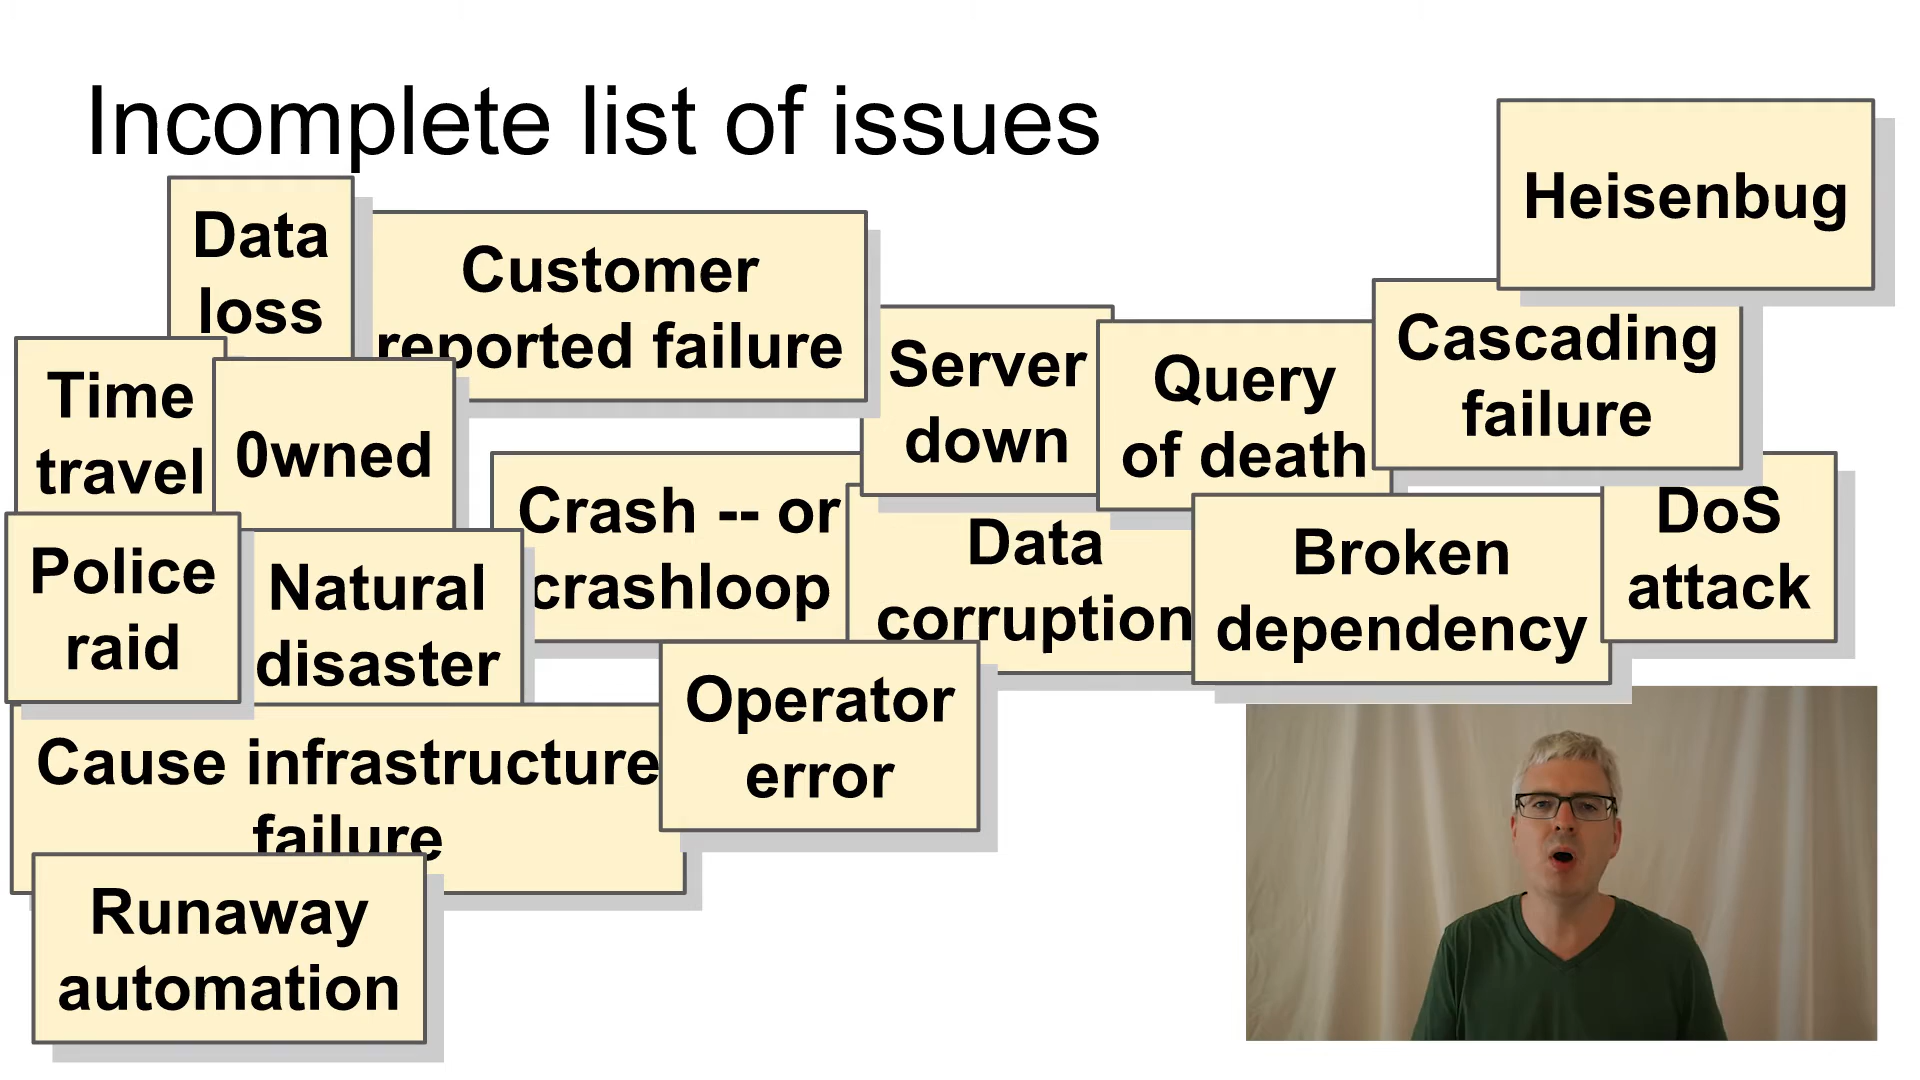 Incomplete list of issues
Heisenbug
Data
loss
Customer
reported failure
Server
down
Query
of death
Cascading
failure
Time
travel
0wned
Crash -- or
crashloop
Data
corruption
Broken
dependency
DoS
attack
Police
raid
Natural
disaster
Operator
error
Cause infrastructure
failure
Runaway
automation